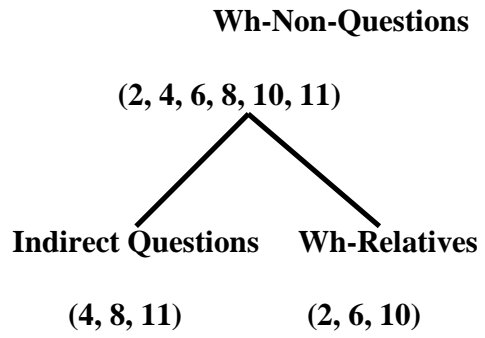 Wh-Non-Questions
(2, 4, 6, 8, 10, 11)
Indirect Questions Wh-Relatives
(4, 8, 11) (2, 6, 10)